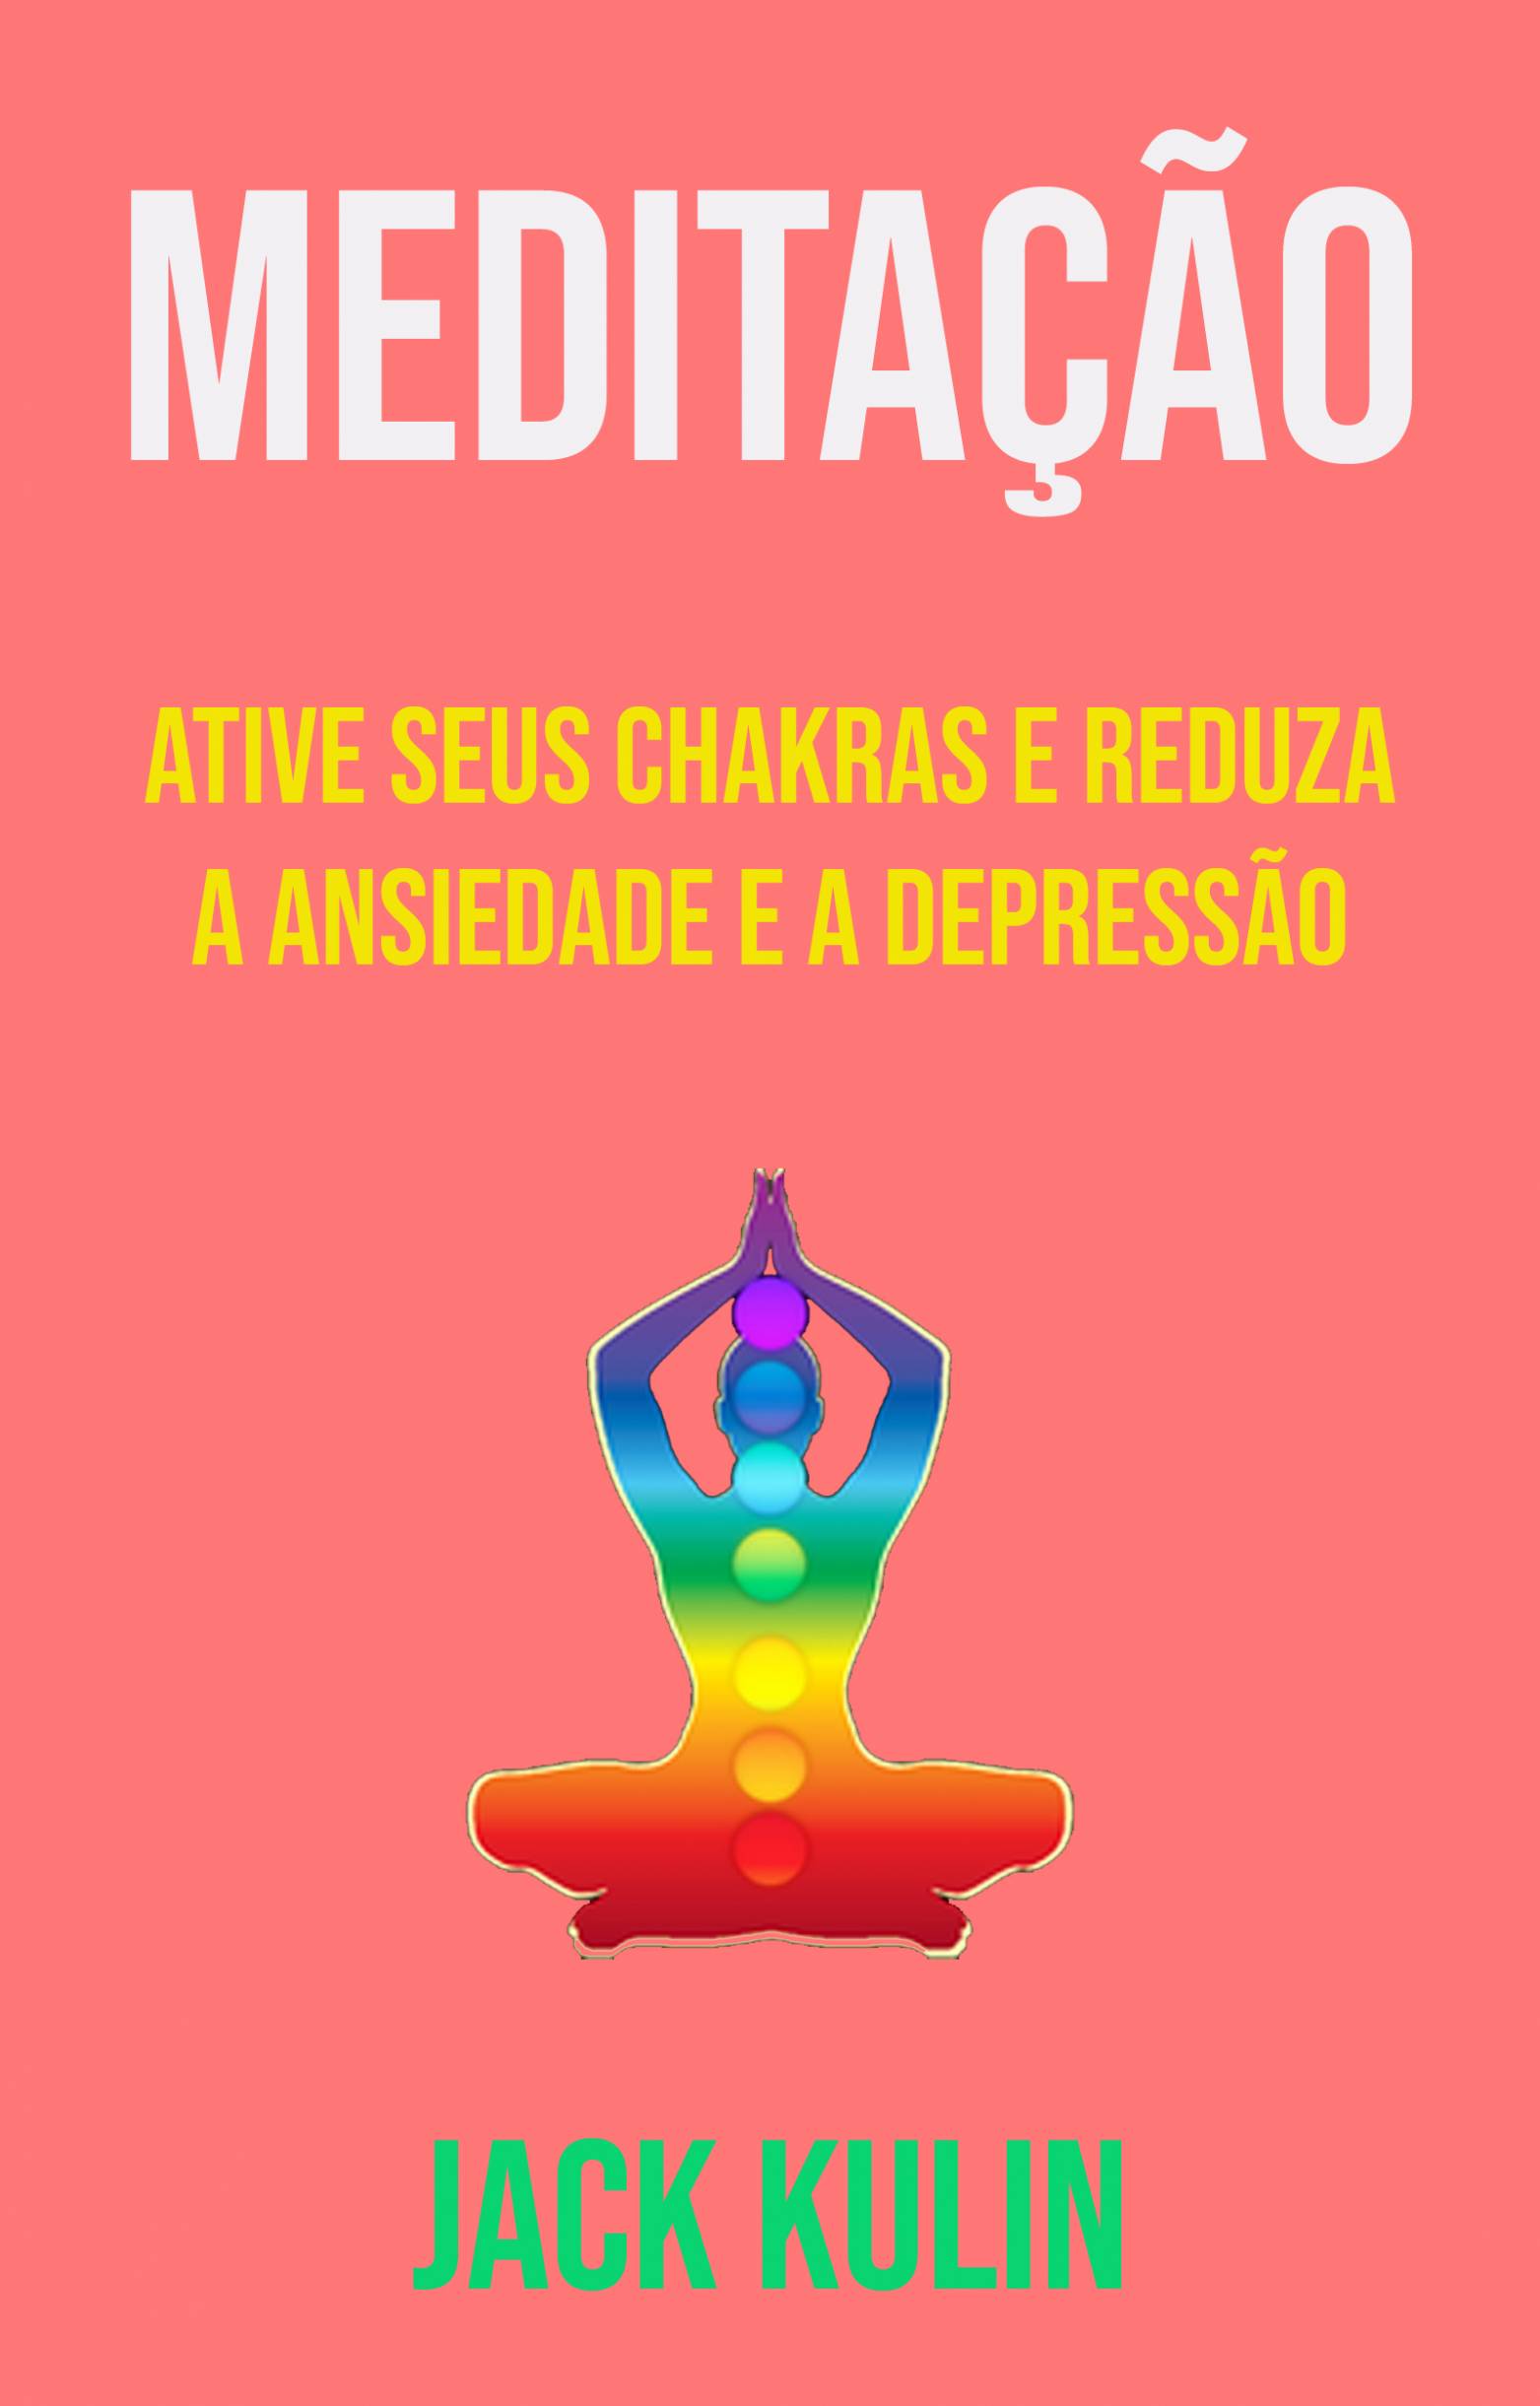 MEDITAÇÃO
ATIVE SEUS CHAKRAS E REDUZA
A ANSIEDADE E A DEPRESSÃO
JACK KULIN